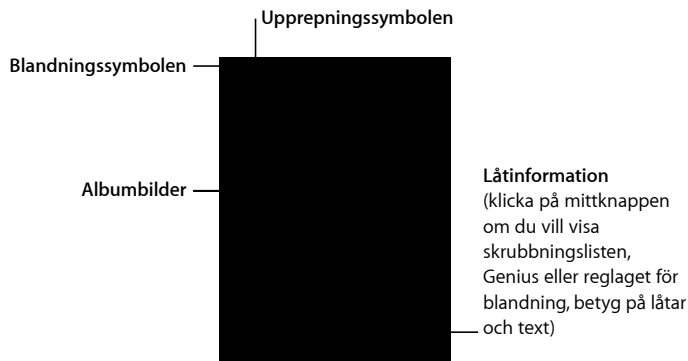 Upprepningssymbolen
Blandningssymbolen
Albumbilder
Låtinformation
(klicka på mittknappen
om du vill visa
skrubbningslisten,
Genius eller reglaget för
blandning, betyg på låtar
och text)